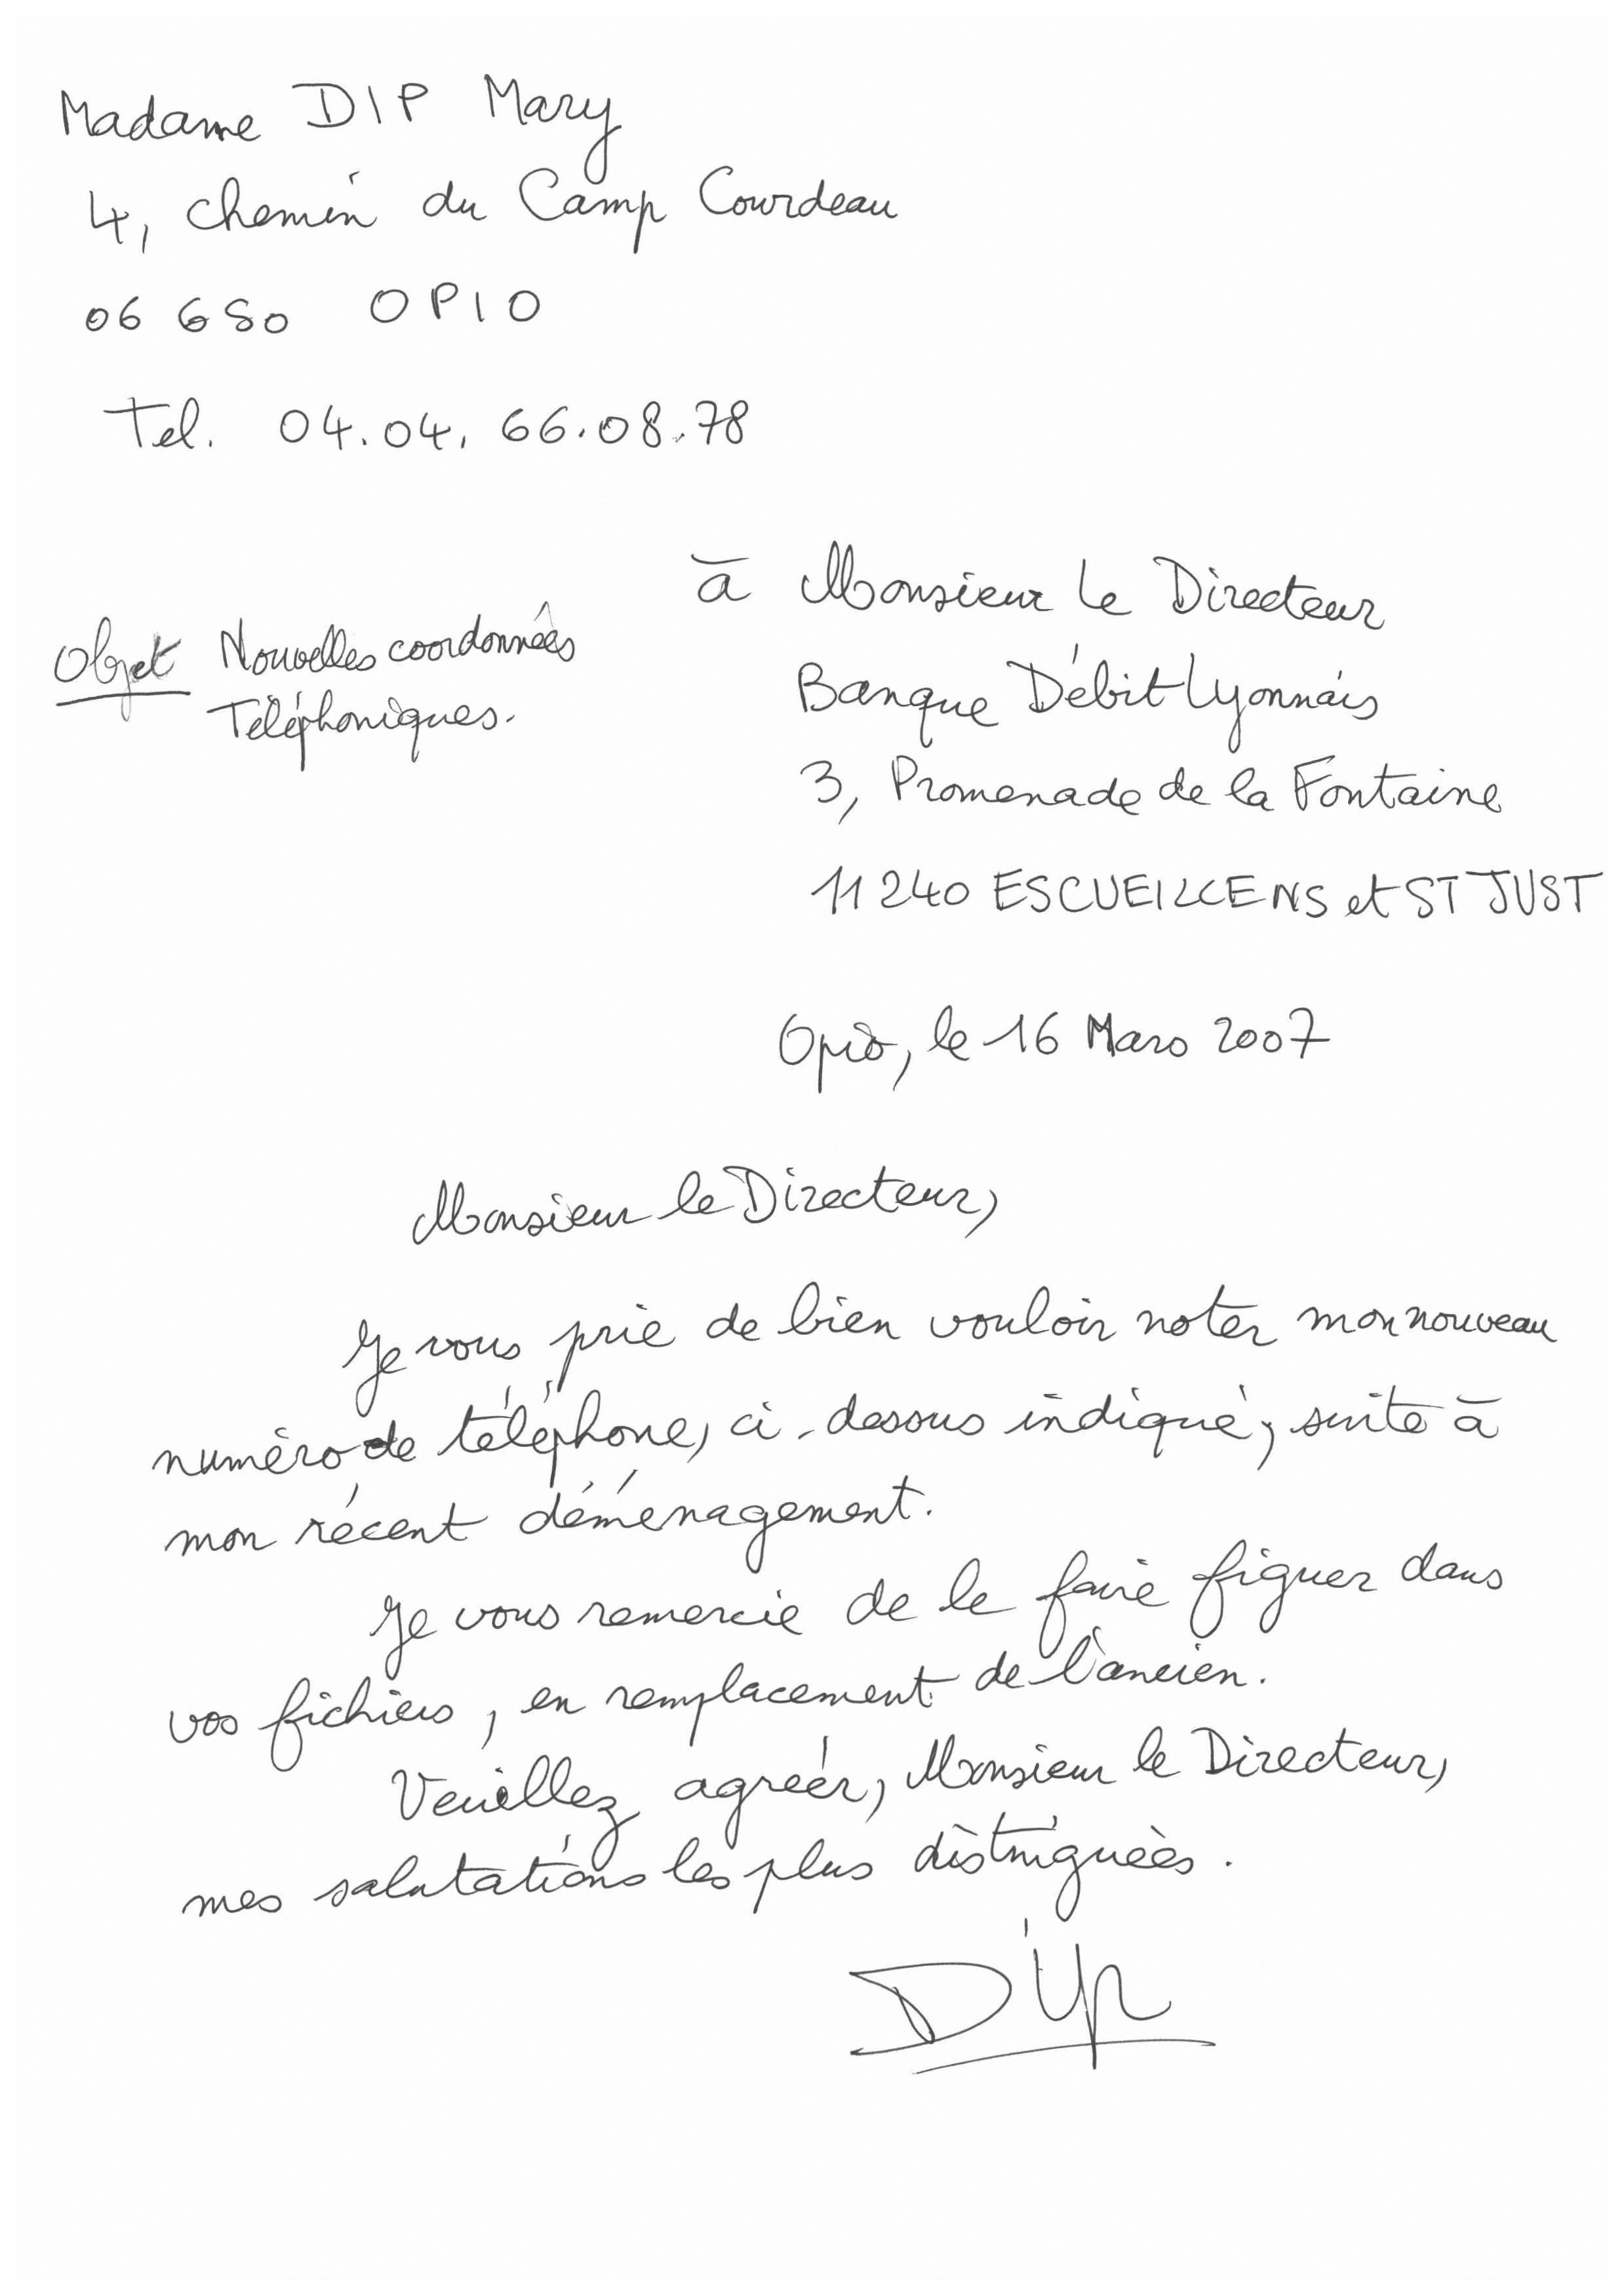 Madame DIP Mary
4, chemin du Camp Courdeau
06 650 OPIO
Tel. 04.04.66.08.78
à Monsieur Le Directeur
Objet Nouvelles coordonnées
Téléphoniques.
Banque Débit Lyonnais
3, Promenade de la Fontaine
11240 ESCUEILLENS et ST JUST
Opio, le 16 Mars 2007
Monsieur le Directeur,
Je vous prie de bien vouloir noter mon nouveau
numéro de téléphone, ci-dessous indiqué, suite à
mon récent déménagement.
Je vous remercie de le faire figurer dans
vos fichiers, en remplacement de l'ancien.
Veuillez agréer, Monsieur le Directeur,
mes salutations les plus distinguées.
Dip